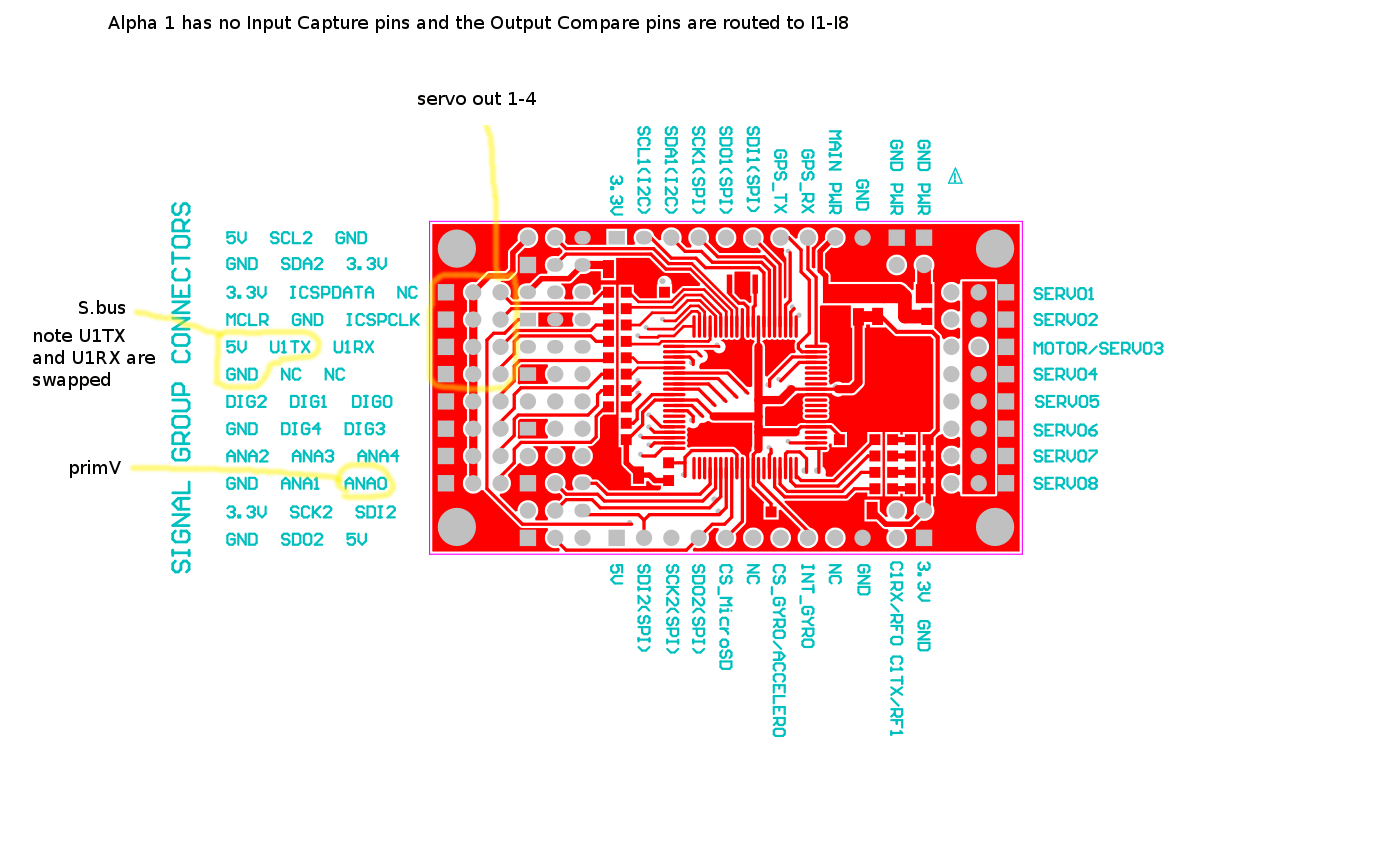 Alpha 1 has no Input Capture pins and the Output Compare pins are routed to I1-I8
servo out 1-4
3.3V
SCL1(I2C)
SDA1(I2C)
SCK1(SPI)
SDO1(SPI)
SDI1(SPI)
GPS_TX
GPS_RX
MAIN PWR
GND
GND PWR
GND PWR
SIGNAL GROUP CONNECTORS
5V SCL2 GND
GND SDA2 3.3V
3.3V ICSPDATA NC
MCLR GND ICSPCLK
5V U1TX U1RX
GND NC NC
DIG2 DIG1 DIG0
GND DIG4 DIG3
ANA2 ANA3 ANA4
GND ANA1 ANA0
3.3V SCK2 SDI2
GND SDO2 5V
S.bus
note U1TX
and U1RX are
swapped
primV
SERVO1
SERVO2
MOTOR/SERVO3
SERVO4
SERVO5
SERVO6
SERVO7
SERVO8
5V
SDI2(SPI)
SCK2(SPI)
SDO2(SPI)
CS_MicroSD
NC
CS_GYRO/ACCELERO
INT_GYRO
NC
GND
C1RX/RF0 C1TX/RF1
3.3V GND